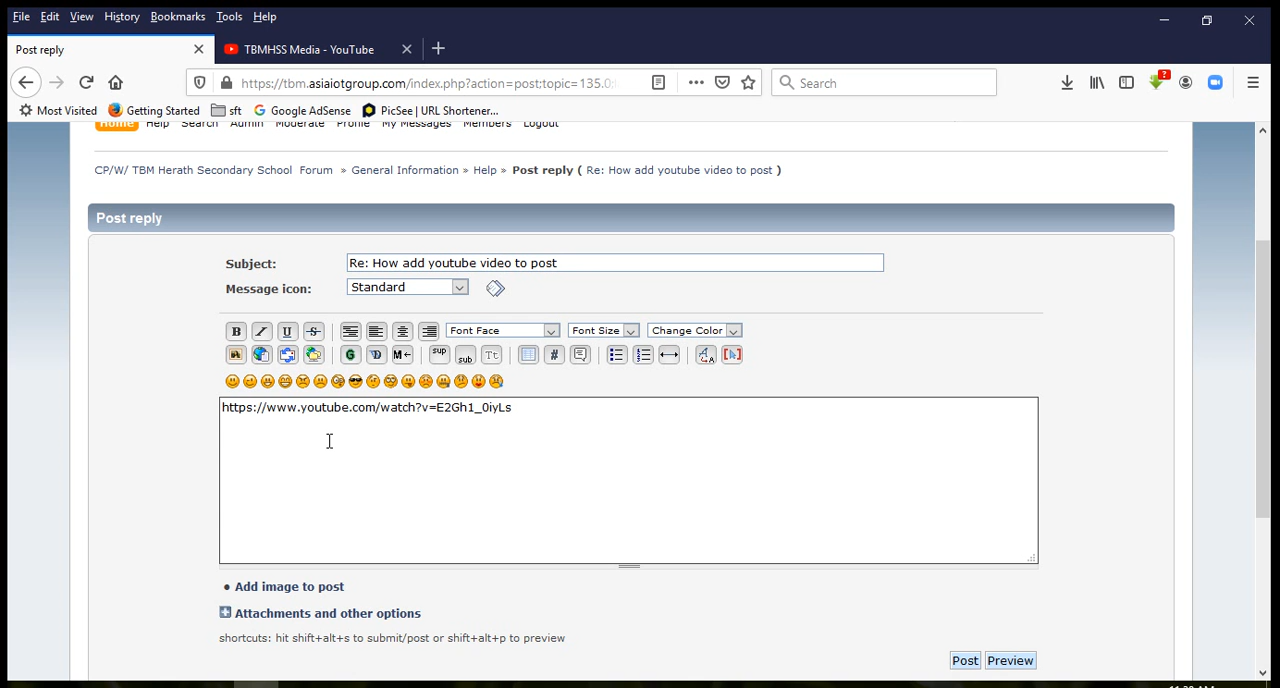 File Edit View History Bookmarks Tools Help
Post reply TBMHSS Media - YouTube
https://tbm.asiaiotgroup.com/index.php?action=post;topic=135.0; Search
Most Visited Getting Started sft Google AdSense PicSee | URL Shortener...
Home Help Search Admin Moderate Profile My Messages Members Logout
CP/W/ TBM Herath Secondary School Forum » General Information » Help » Post reply ( Re: How add youtube video to post )
Post reply
Subject: Re: How add youtube video to post
Message icon: Standard
B I U S Font Face Font Size Change Color
G M sup sub Tt #
https://www.youtube.com/watch?v=E2Gh1_0iyLs
• Add image to post
Attachments and other options
shortcuts: hit shift+alt+s to submit/post or shift+alt+p to preview
Post Preview